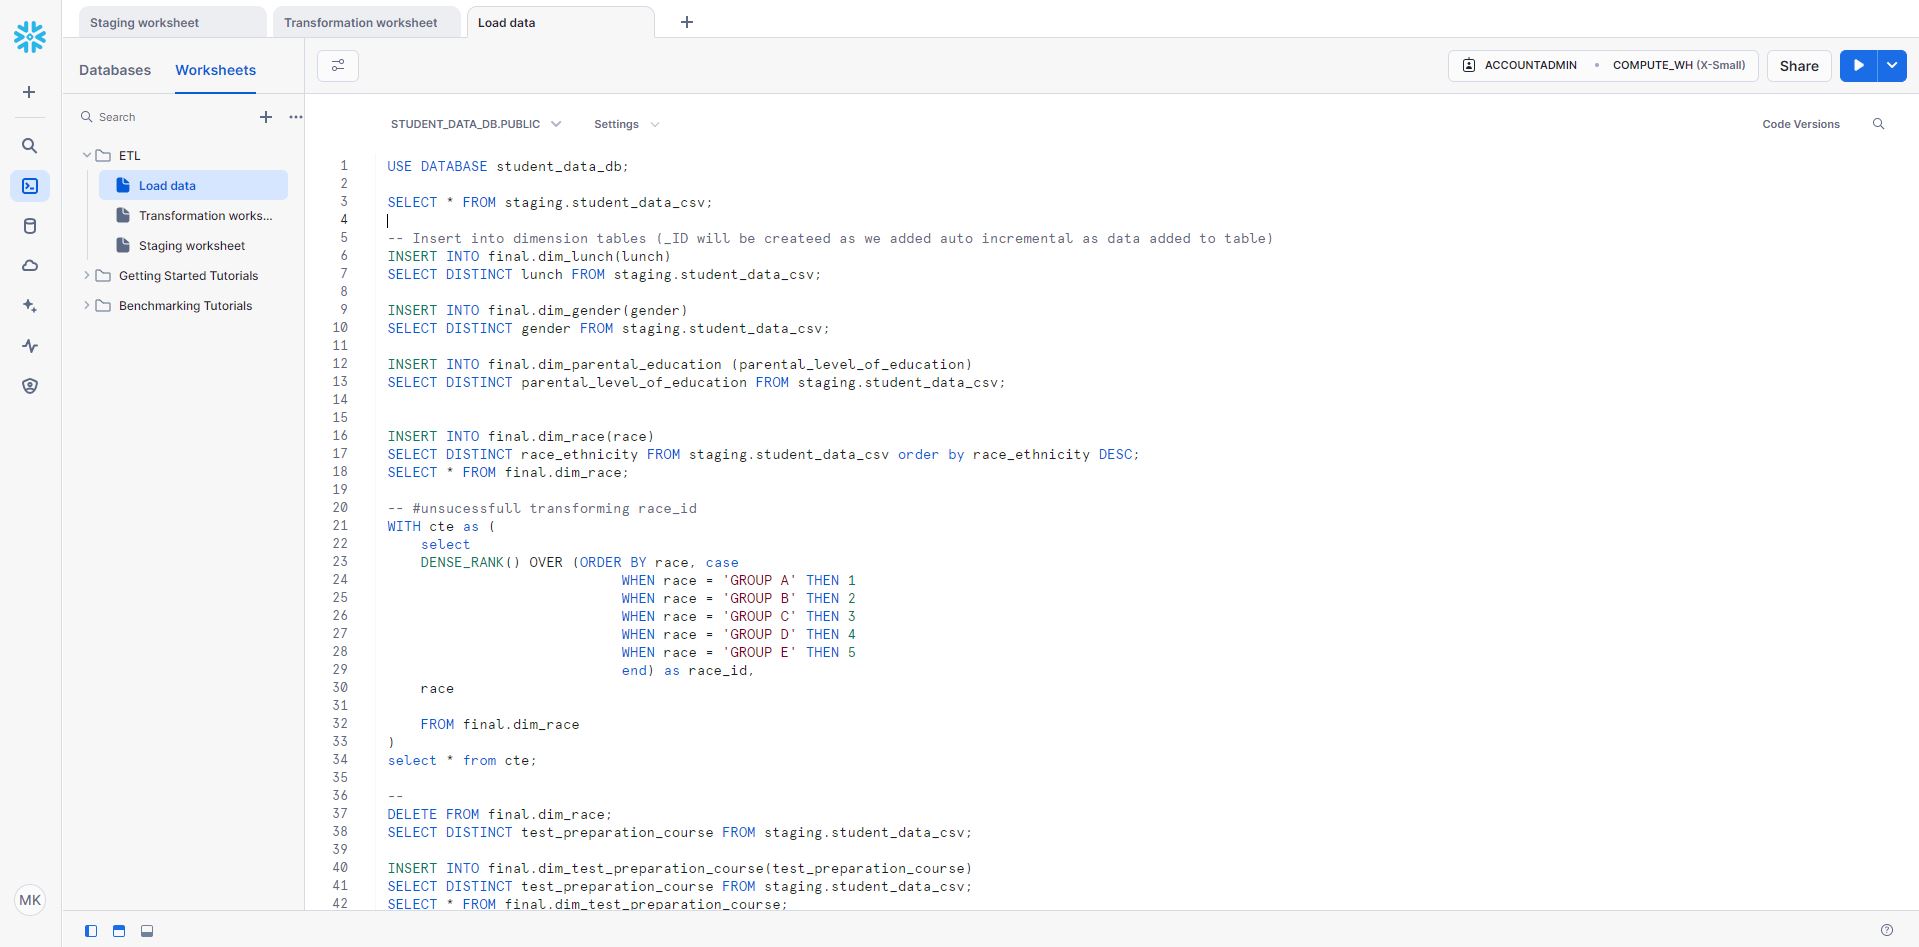 Staging worksheet
Transformation worksheet
Load data
Databases
Worksheets
ACCOUNTADMIN • COMPUTE_WH (X-Small)
Share
Search
STUDENT_DATA_DB.PUBLIC
Settings
Code Versions
ETL
Load data
Transformation works...
Staging worksheet
Getting Started Tutorials
Benchmarking Tutorials
MK
1 USE DATABASE student_data_db;
2
3 SELECT * FROM staging.student_data_csv;
4
5 -- Insert into dimension tables (_ID will be createed as we added auto incremental as data added to table)
6 INSERT INTO final.dim_lunch(lunch)
7 SELECT DISTINCT lunch FROM staging.student_data_csv;
8
9 INSERT INTO final.dim_gender(gender)
10 SELECT DISTINCT gender FROM staging.student_data_csv;
11
12 INSERT INTO final.dim_parental_education (parental_level_of_education)
13 SELECT DISTINCT parental_level_of_education FROM staging.student_data_csv;
14
15
16 INSERT INTO final.dim_race(race)
17 SELECT DISTINCT race_ethnicity FROM staging.student_data_csv order by race_ethnicity DESC;
18 SELECT * FROM final.dim_race;
19
20 -- #unsucessfull transforming race_id
21 WITH cte as (
22 select
23 DENSE_RANK() OVER (ORDER BY race, case
24 WHEN race = 'GROUP A' THEN 1
25 WHEN race = 'GROUP B' THEN 2
26 WHEN race = 'GROUP C' THEN 3
27 WHEN race = 'GROUP D' THEN 4
28 WHEN race = 'GROUP E' THEN 5
29 end) as race_id,
30 race
31
32 FROM final.dim_race
33 )
34 select * from cte;
35
36 --
37 DELETE FROM final.dim_race;
38 SELECT DISTINCT test_preparation_course FROM staging.student_data_csv;
39
40 INSERT INTO final.dim_test_preparation_course(test_preparation_course)
41 SELECT DISTINCT test_preparation_course FROM staging.student_data_csv;
42 SELECT * FROM final.dim_test_preparation_course;